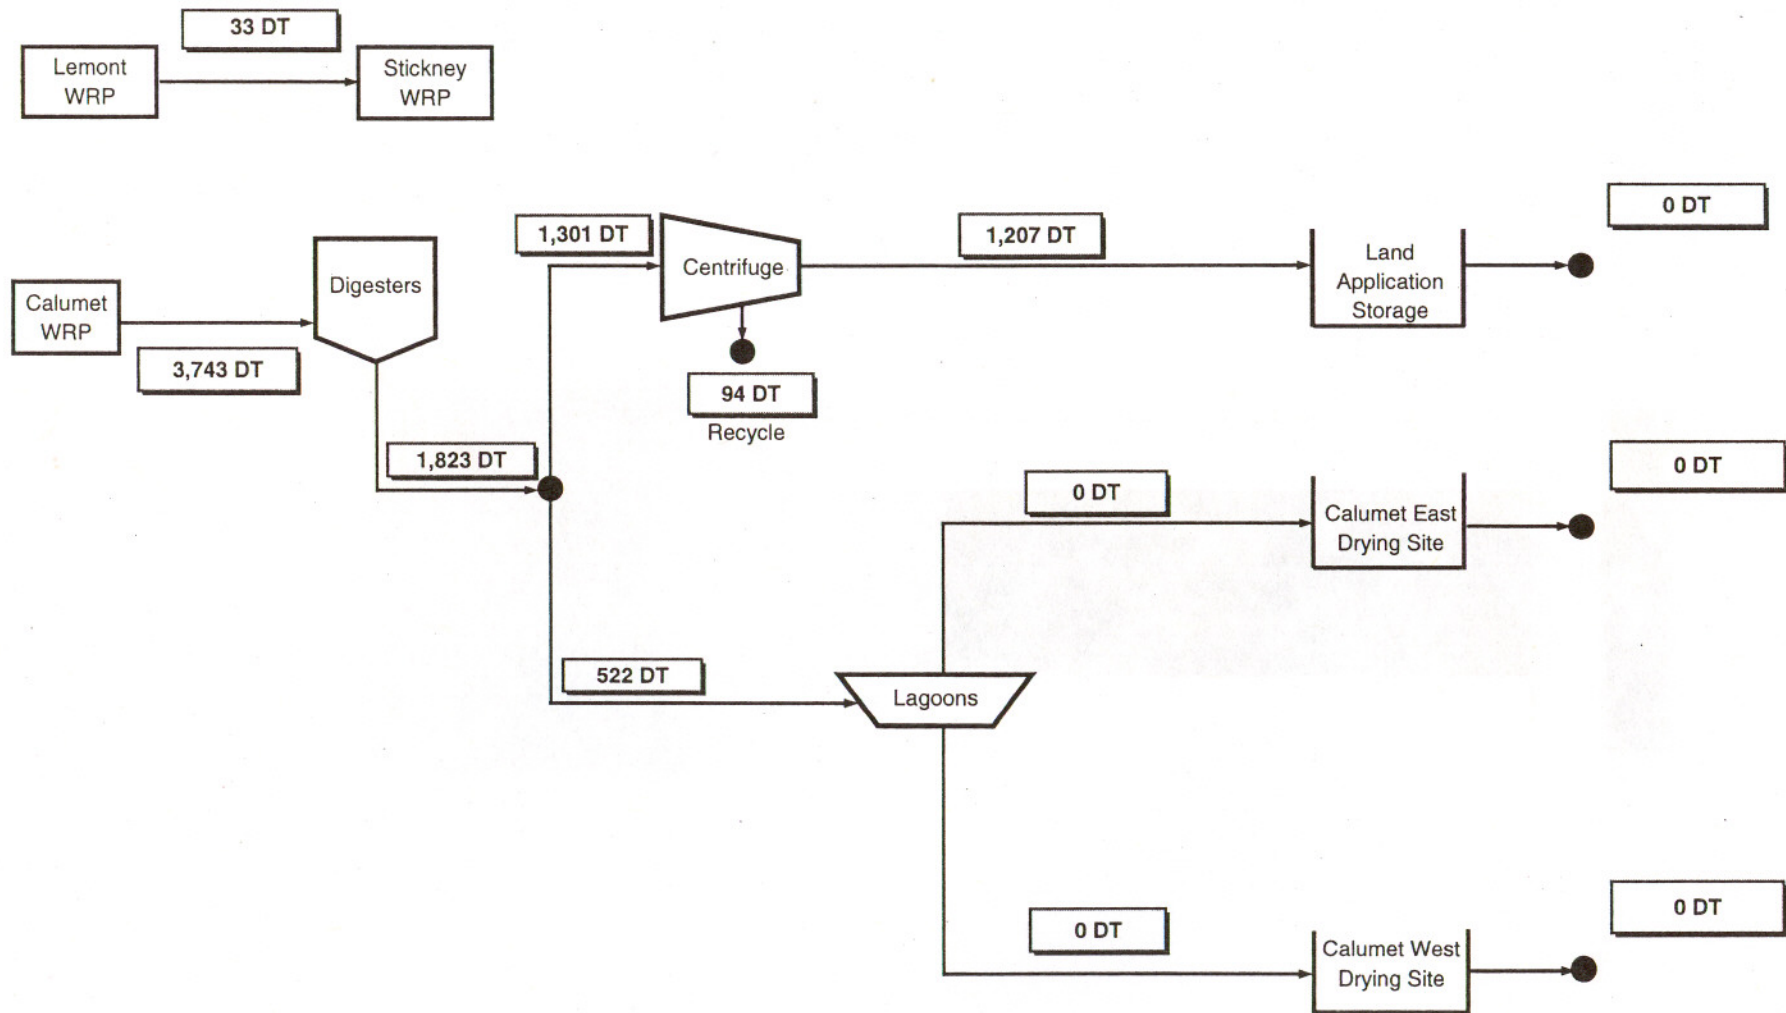 33 DT
Lemont
WRP
Stickney
WRP
0 DT
1,301 DT
1,207 DT
Centrifuge
Land
Application
Storage
Digesters
Calumet
WRP
3,743 DT
94 DT
Recycle
1,823 DT
0 DT
0 DT
Calumet East
Drying Site
522 DT
Lagoons
0 DT
0 DT
Calumet West
Drying Site